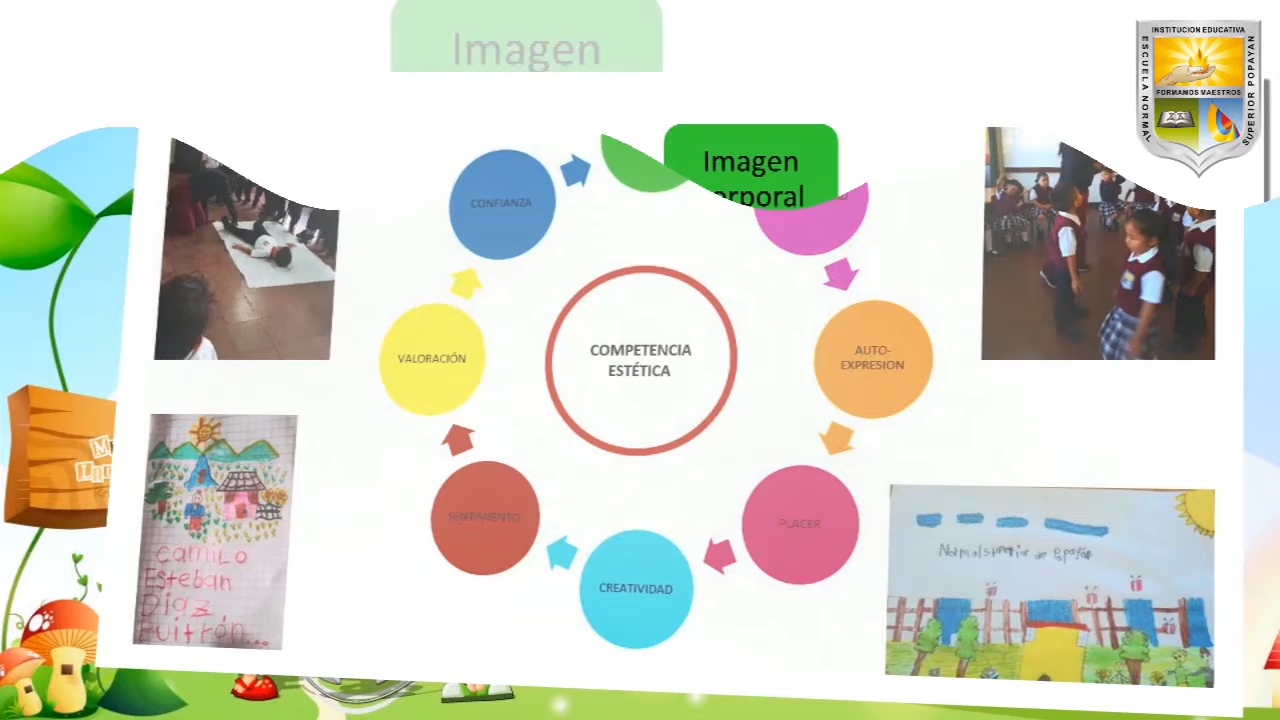 Imagen
INSTITUCION EDUCATIVA
ESCUELA NORMAL
SUPERIOR POPAYAN
FORMAMOS MAESTROS
Imagen
corporal
CONFIANZA
VALORACIÓN
COMPETENCIA
ESTÉTICA
AUTO-
EXPRESION
SENTIMIENTO
PLACER
CREATIVIDAD
Camilo
Esteban
Diaz
Buitrón...